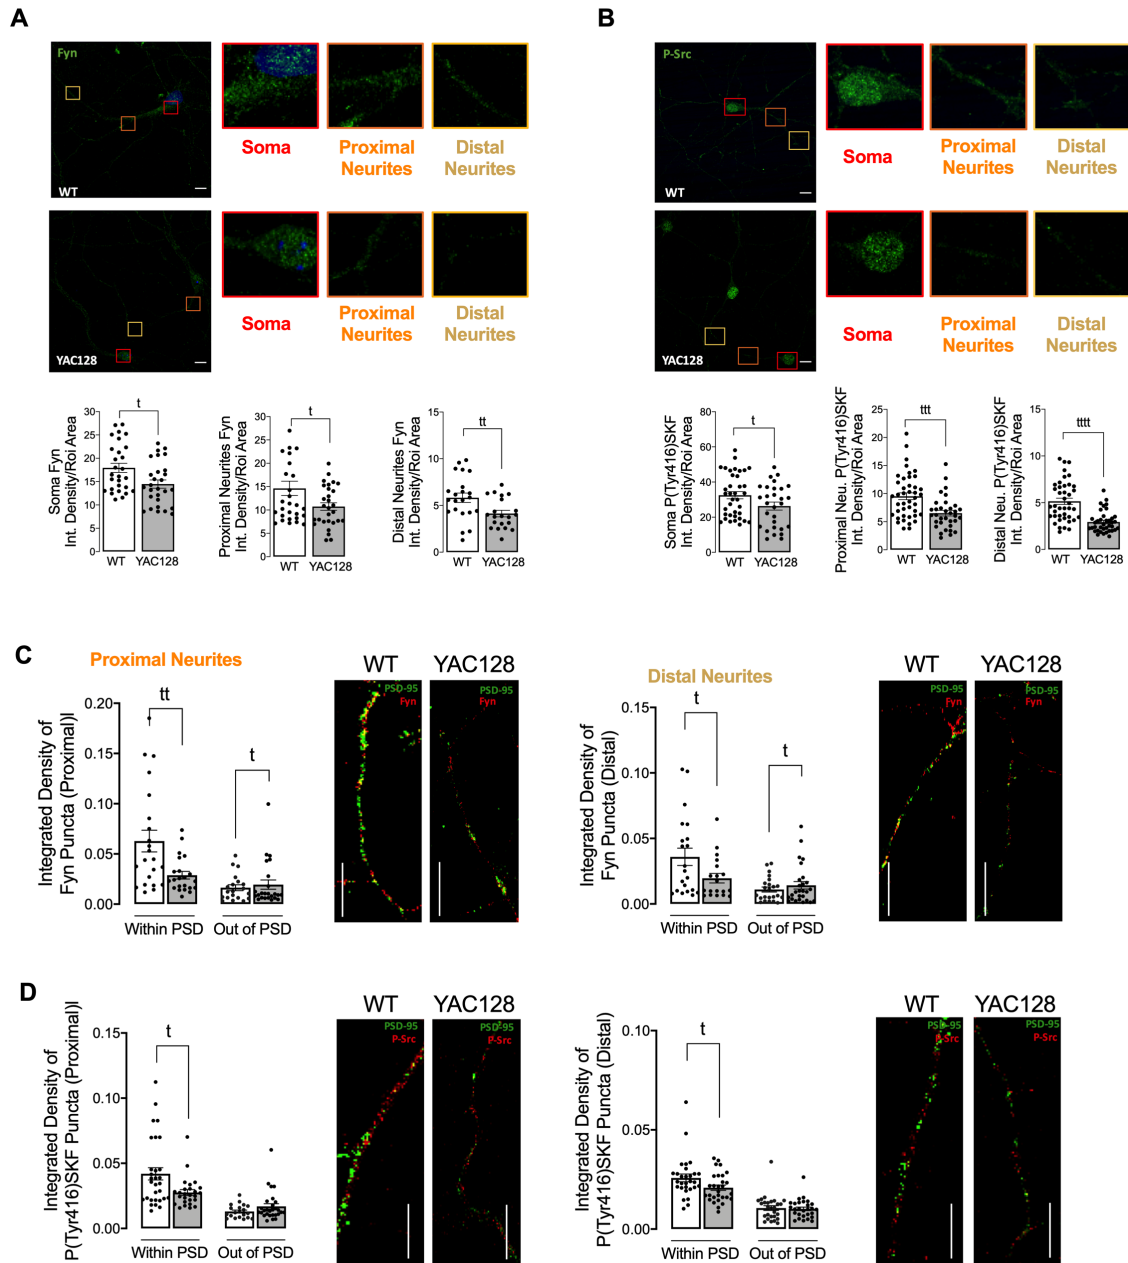 A
Fyn
WT
Soma
Proximal
Neurites
Distal
Neurites
YAC128
Soma
Proximal
Neurites
Distal
Neurites
Soma Fyn
Int. Density/Roi Area
30
25
20
15
10
5
0
t
WT
YAC128
Proximal Neurites Fyn
Int. Density/Roi Area
30
25
20
15
10
5
0
t
WT
YAC128
Distal Neurites Fyn
Int. Density/Roi Area
15
10
5
0
tt
WT
YAC128
B
P-Src
WT
Soma
Proximal
Neurites
Distal
Neurites
YAC128
Soma
Proximal
Neurites
Distal
Neurites
Soma P(Tyr416)SKF
Int. Density/Roi Area
80
60
40
20
0
t
WT
YAC128
Proximal Neu. P(Tyr416)SKF
Int. Density/Roi Area
25
20
15
10
5
0
ttt
WT
YAC128
Distal Neu. P(Tyr416)SKF
Int. Density/Roi Area
15
10
5
0
tttt
WT
YAC128
C
Proximal Neurites
Integrated Density of
Fyn Puncta (Proximal)l
0.20
0.15
0.10
0.05
0.00
tt
t
Within PSD
Out of PSD
WT
PSD-95
Fyn
YAC128
PSD-95
Fyn
Distal Neurites
Integrated Density of
Fyn Puncta (Distal)
0.15
0.10
0.05
0.00
t
t
Within PSD
Out of PSD
WT
PSD-95
Fyn
YAC128
PSD-95
Fyn
D
Integrated Density of
P(Tyr416)SKF Puncta (Proximal)l
0.15
0.10
0.05
0.00
t
Within PSD
Out of PSD
WT
PSD-95
P-Src
YAC128
PSD-95
P-Src
Integrated Density of
P(Tyr416)SKF Puncta (Distal)
0.10
0.05
0.00
t
Within PSD
Out of PSD
WT
PSD-95
P-Src
YAC128
PSD-95
P-Src